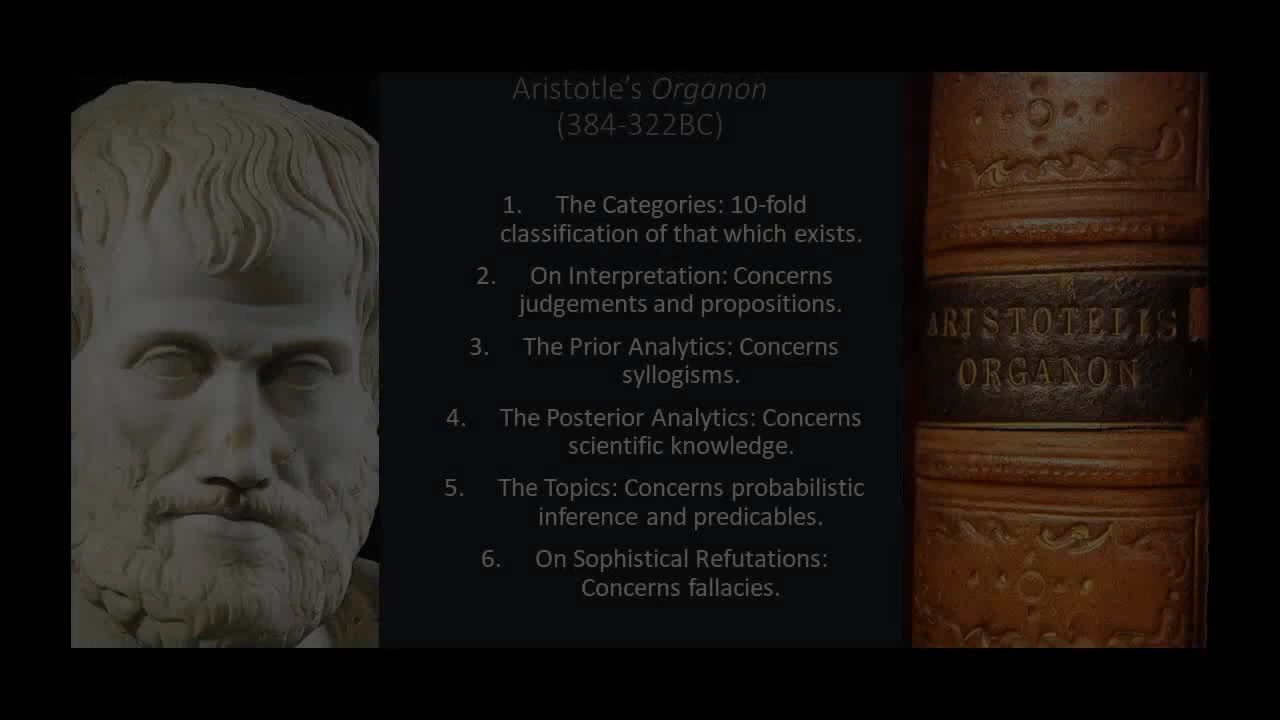 Aristotle's Organon
(384-322BC)
1. The Categories: 10-fold
classification of that which exists.
2. On Interpretation: Concerns
judgements and propositions.
3. The Prior Analytics: Concerns
syllogisms.
4. The Posterior Analytics: Concerns
scientific knowledge.
5. The Topics: Concerns probabilistic
inference and predicables.
6. On Sophistical Refutations:
Concerns fallacies.
ARISTOTELIS
ORGANON